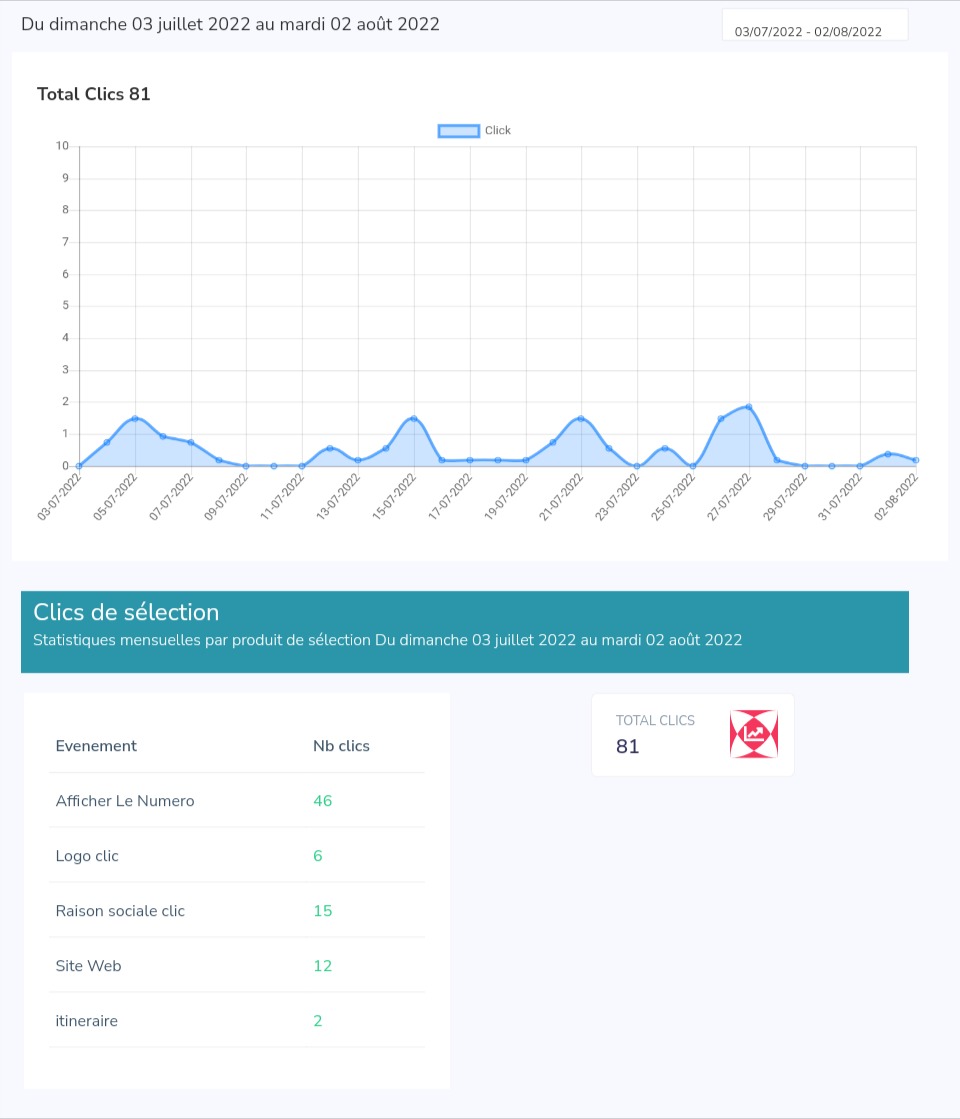 Du dimanche 03 juillet 2022 au mardi 02 août 2022
03/07/2022 - 02/08/2022
Total Clics 81
Click
10
9
8
7
6
5
4
3
2
1
0
03-07-2022
05-07-2022
07-07-2022
09-07-2022
11-07-2022
13-07-2022
15-07-2022
17-07-2022
19-07-2022
21-07-2022
23-07-2022
25-07-2022
27-07-2022
29-07-2022
31-07-2022
02-08-2022
Clics de sélection
Statistiques mensuelles par produit de sélection Du dimanche 03 juillet 2022 au mardi 02 août 2022
Evenement Nb clics
Afficher Le Numero 46
Logo clic 6
Raison sociale clic 15
Site Web 12
itineraire 2
TOTAL CLICS
81